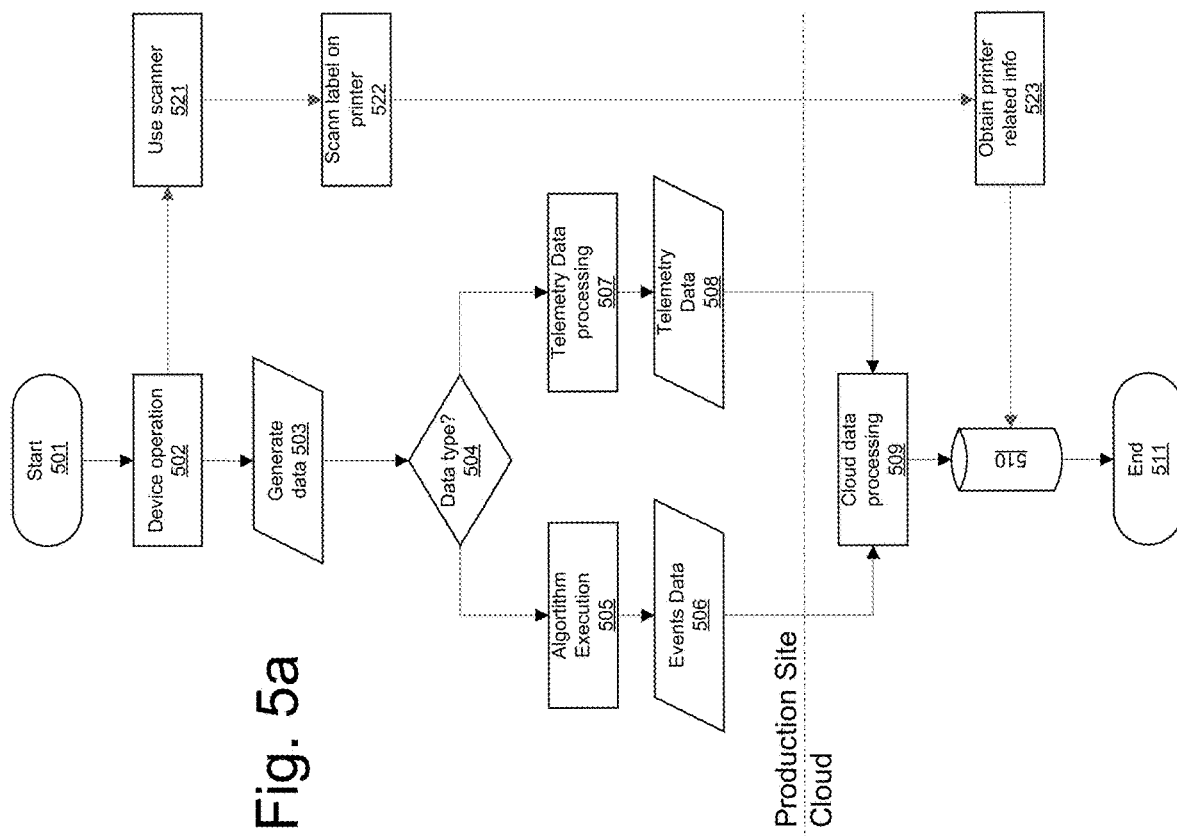 Fig. 5a
Start
501
Device operation
502
Use scanner
521
Generate
data 503
Scann label on
printer
522
Data type?
504
Algortithm
Execution
505
Telemetry Data
processing
507
Events Data
506
Telemetry
Data
508
Production Site
Cloud
Cloud data
processing
509
Obtain printer
related info
523
510
End
511